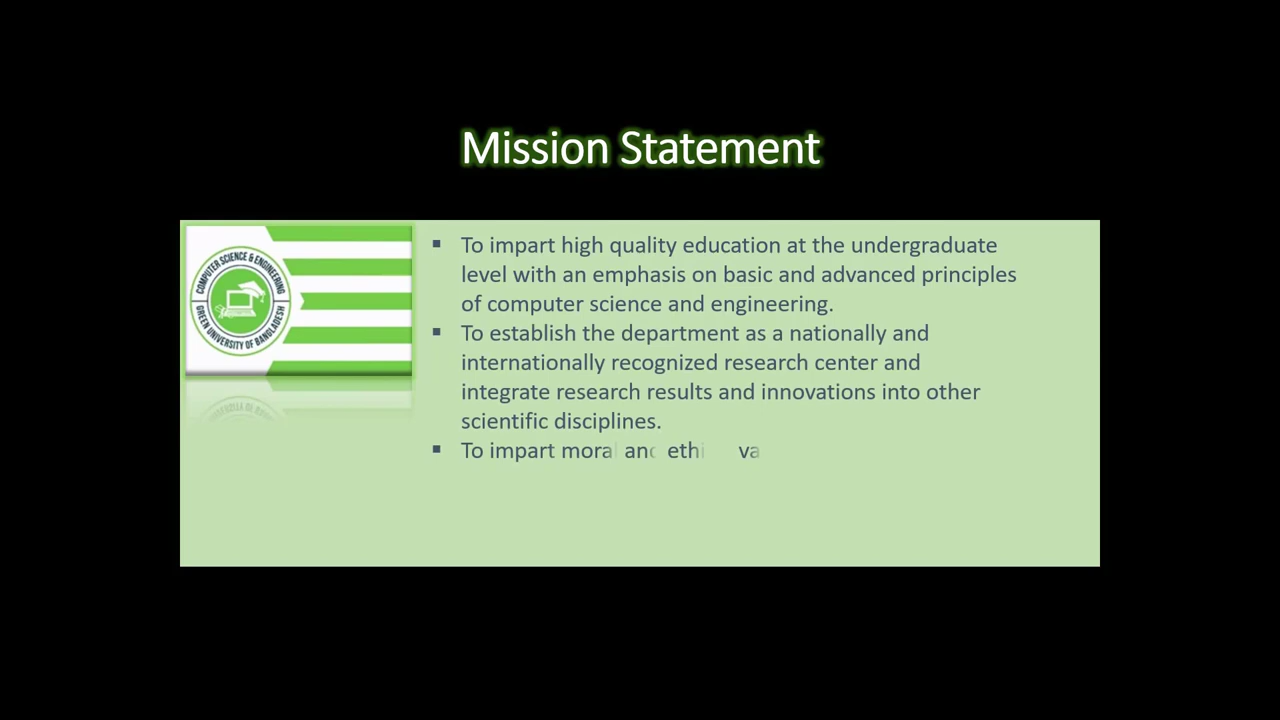 Mission Statement
COMPUTER SCIENCE & ENGINEERING
GREEN UNIVERSITY OF BANGLADESH
▪ To impart high quality education at the undergraduate
level with an emphasis on basic and advanced principles
of computer science and engineering.
▪ To establish the department as a nationally and
internationally recognized research center and
integrate research results and innovations into other
scientific disciplines.
▪ To impart moral and